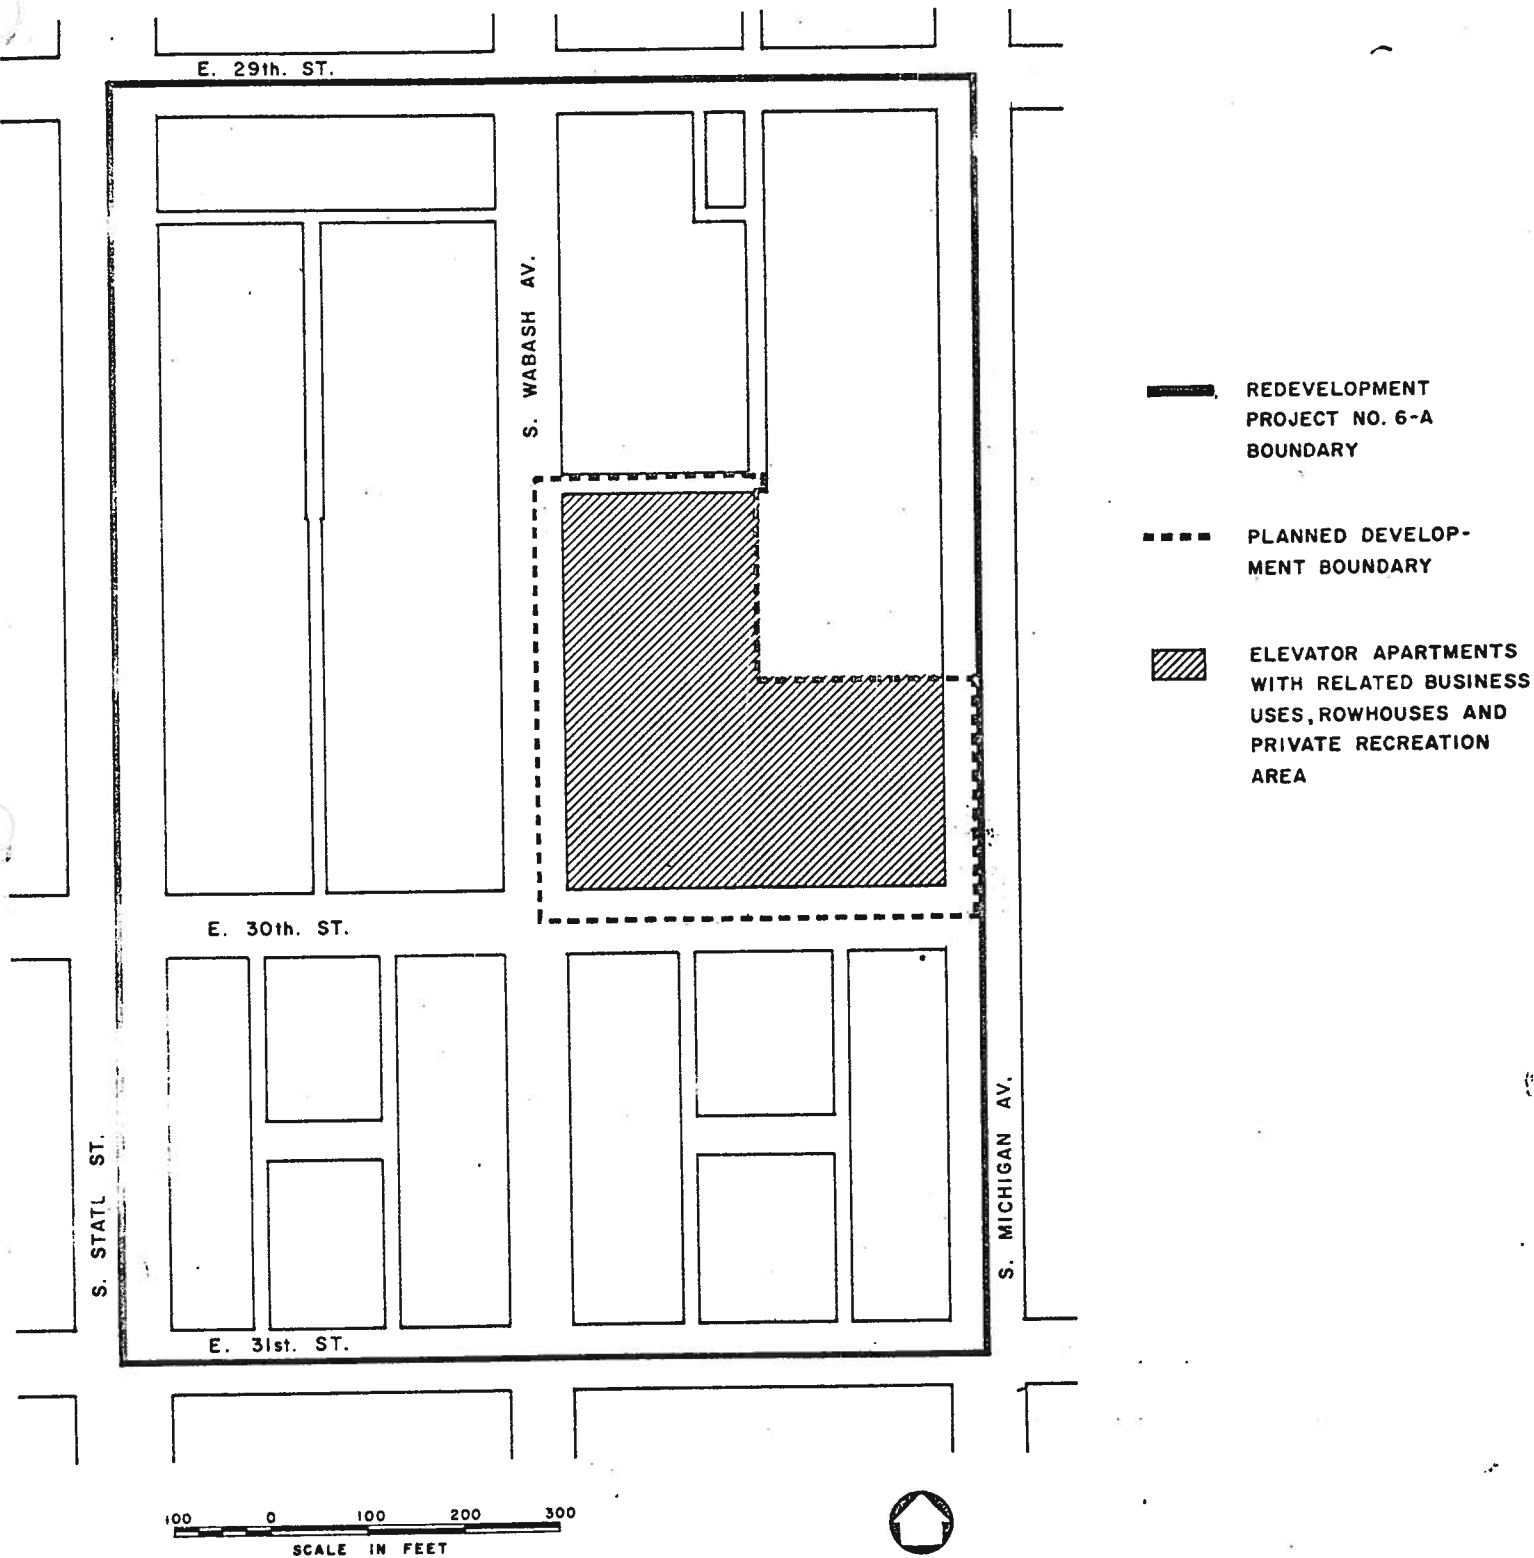 E. 29th. ST.
S. WABASH AV.
REDEVELOPMENT
PROJECT NO. 6-A
BOUNDARY
PLANNED DEVELOP-
MENT BOUNDARY
ELEVATOR APARTMENTS
WITH RELATED BUSINESS
USES, ROWHOUSES AND
PRIVATE RECREATION
AREA
E. 30th. ST.
S. STATE ST.
S. MICHIGAN AV.
E. 31st. ST.
100 0 100 200 300
SCALE IN FEET